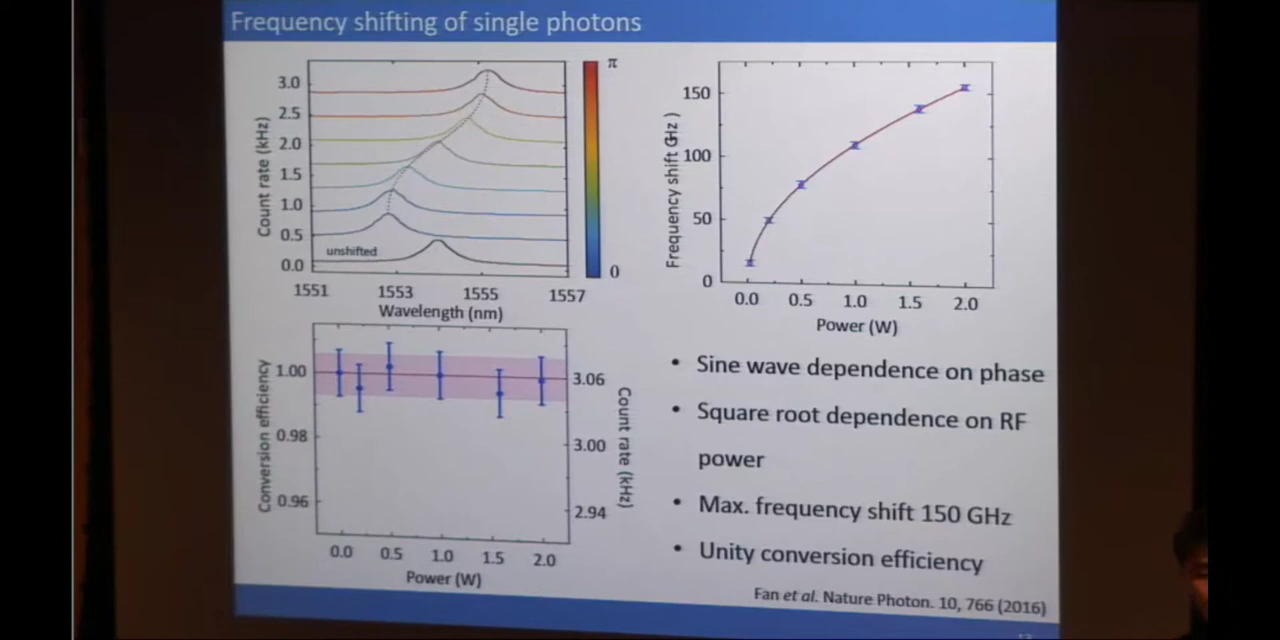 Frequency shifting of single photons
Count rate (kHz)
3.0
2.5
2.0
1.5
1.0
0.5
0.0
unshifted
1551 1553 1555 1557
Wavelength (nm)
π
0
Frequency shift GHz )
150
100
50
0
0.0 0.5 1.0 1.5 2.0
Power (W)
Conversion efficiency
1.00
0.98
0.96
3.06
3.00
2.94
Count rate (kHz)
0.0 0.5 1.0 1.5 2.0
Power (W)
• Sine wave dependence on phase
• Square root dependence on RF
power
• Max. frequency shift 150 GHz
• Unity conversion efficiency
Fan et al. Nature Photon. 10, 766 (2016)